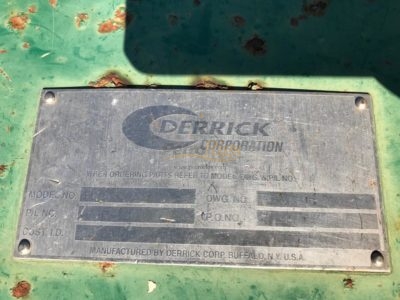 DERRICK
CORPORATION
WHEN ORDERING PARTS REFER TO MODEL, DWG. & P.L. NO.
MODEL NO. DWG. NO.
P.L. NO. P.O. NO.
CUST. I.D.
MANUFACTURED BY DERRICK CORP. BUFFALO, N.Y. U.S.A.